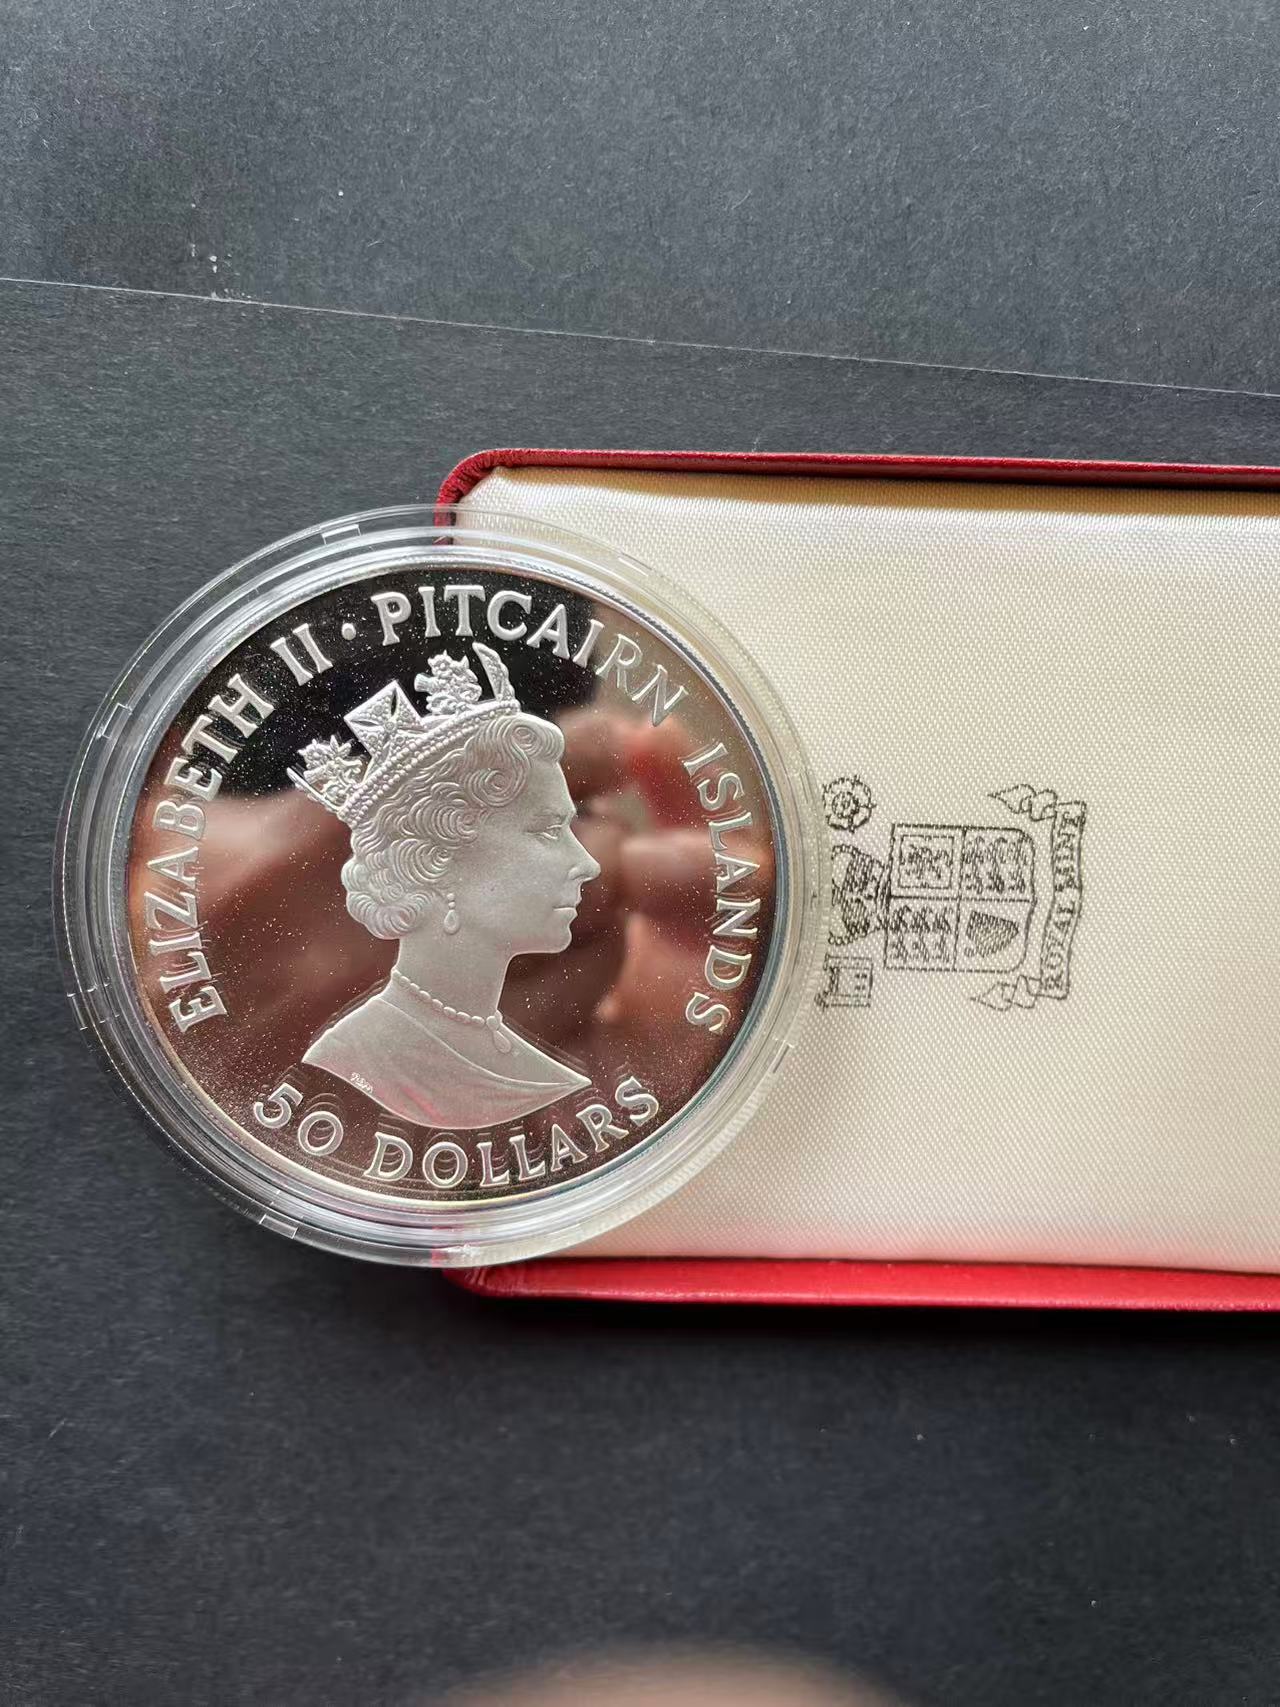 ELIZABETH II · PITCAIRN ISLANDS
50 DOLLARS
ROYAL MINT